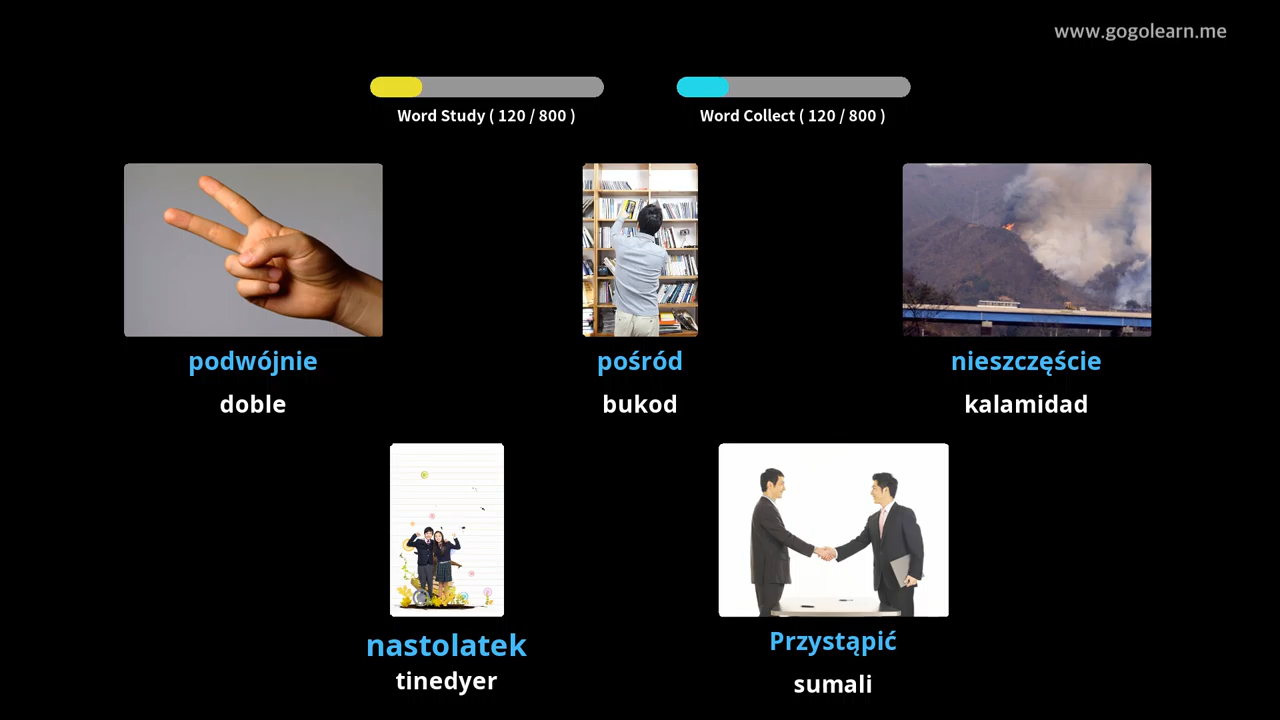 www.gogolearn.me
Word Study ( 120 / 800 )
Word Collect ( 120 / 800 )
podwójnie
doble
pośród
bukod
nieszczęście
kalamidad
nastolatek
tinedyer
Przystąpić
sumali